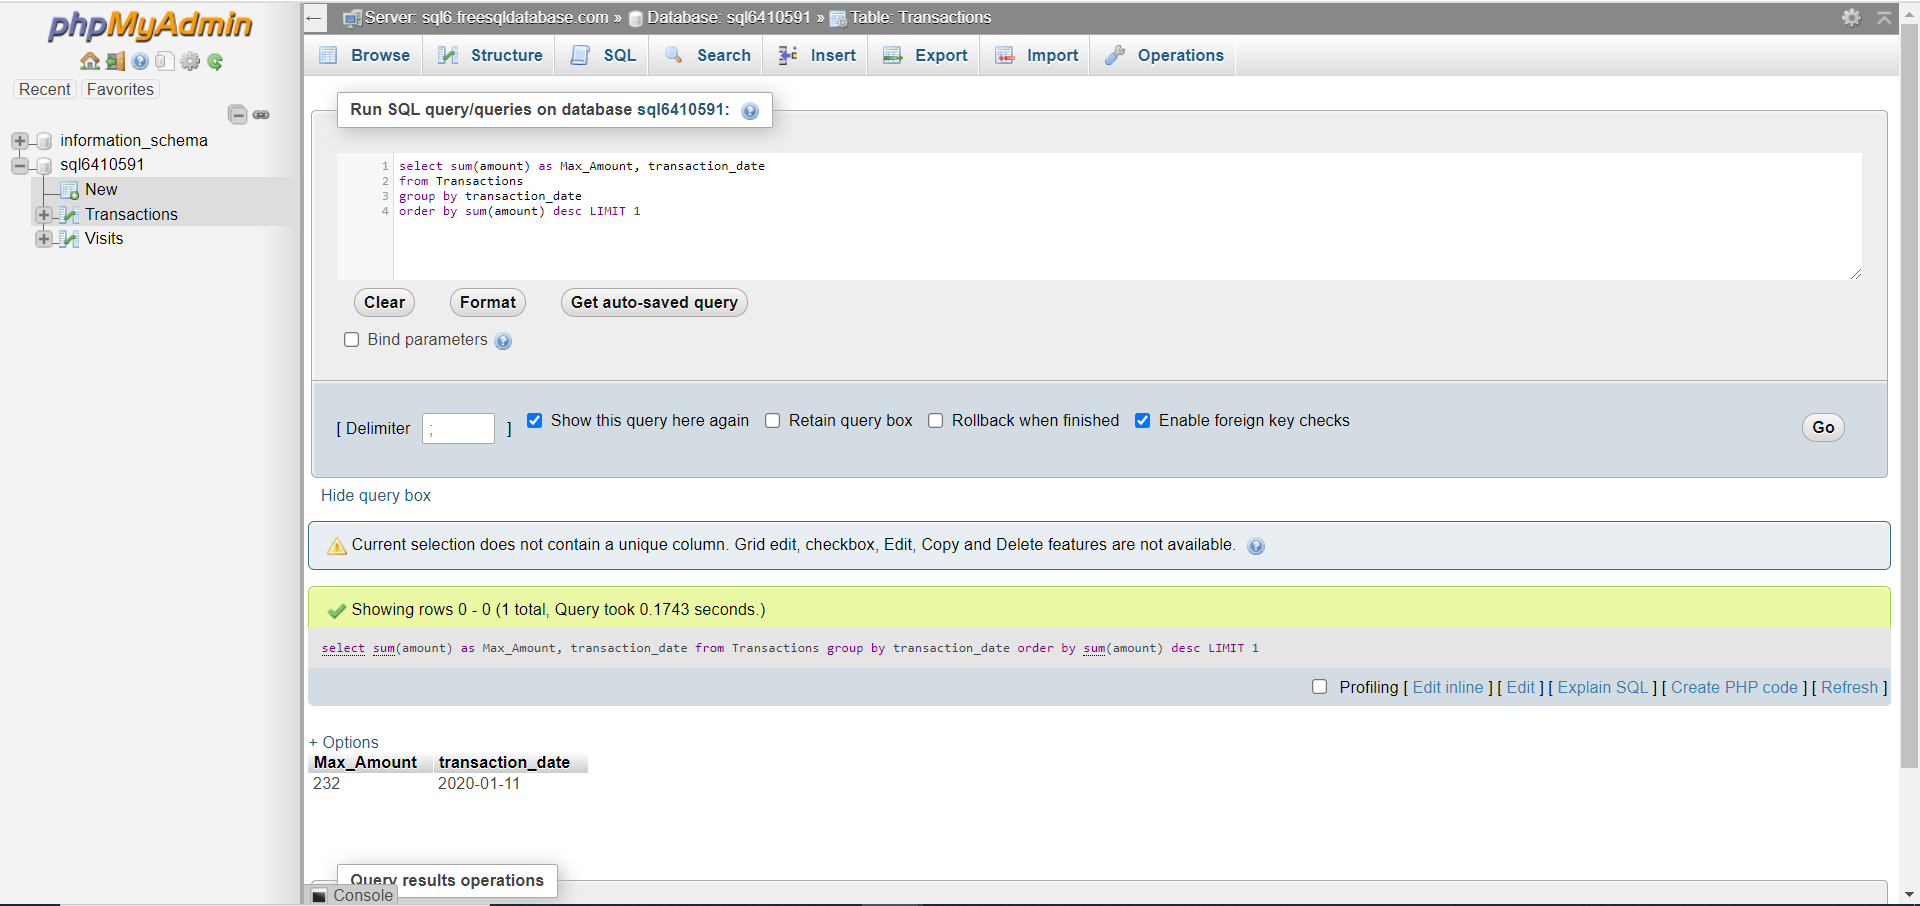 phpMyAdmin
Recent Favorites
information_schema
sql6410591
New
Transactions
Visits
Server: sql6.freesqldatabase.com » Database: sql6410591 » Table: Transactions
Browse Structure SQL Search Insert Export Import Operations
Run SQL query/queries on database sql6410591:
1 select sum(amount) as Max_Amount, transaction_date
2 from Transactions
3 group by transaction_date
4 order by sum(amount) desc LIMIT 1
Clear Format Get auto-saved query
Bind parameters
[ Delimiter ; ] Show this query here again Retain query box Rollback when finished Enable foreign key checks Go
Hide query box
Current selection does not contain a unique column. Grid edit, checkbox, Edit, Copy and Delete features are not available.
Showing rows 0 - 0 (1 total, Query took 0.1743 seconds.)
select sum(amount) as Max_Amount, transaction_date from Transactions group by transaction_date order by sum(amount) desc LIMIT 1
Profiling [ Edit inline ] [ Edit ] [ Explain SQL ] [ Create PHP code ] [ Refresh ]
+ Options
Max_Amount transaction_date
232 2020-01-11
Query results operations
Console